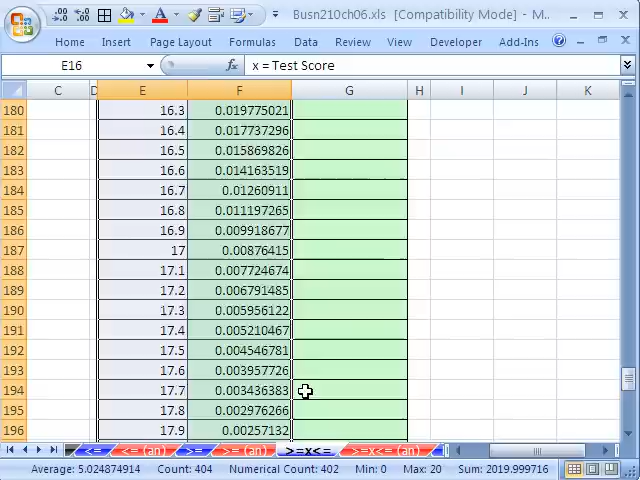 Busn210ch06.xls [Compatibility Mode] - M...
Home Insert Page Layout Formulas Data Review View Developer Add-Ins
E16 fx x = Test Score
C D E F G H I J K
180 16.3 0.019775021
181 16.4 0.017737296
182 16.5 0.015869826
183 16.6 0.014163519
184 16.7 0.01260911
185 16.8 0.011197265
186 16.9 0.009918677
187 17 0.00876415
188 17.1 0.007724674
189 17.2 0.006791485
190 17.3 0.005956122
191 17.4 0.005210467
192 17.5 0.004546781
193 17.6 0.003957726
194 17.7 0.003436383
195 17.8 0.002976266
196 17.9 0.00257132
<= <= (an) >= >= (an) >=x<= >=x<= (an)
Average: 5.024874914 Count: 404 Numerical Count: 402 Min: 0 Max: 20 Sum: 2019.999716